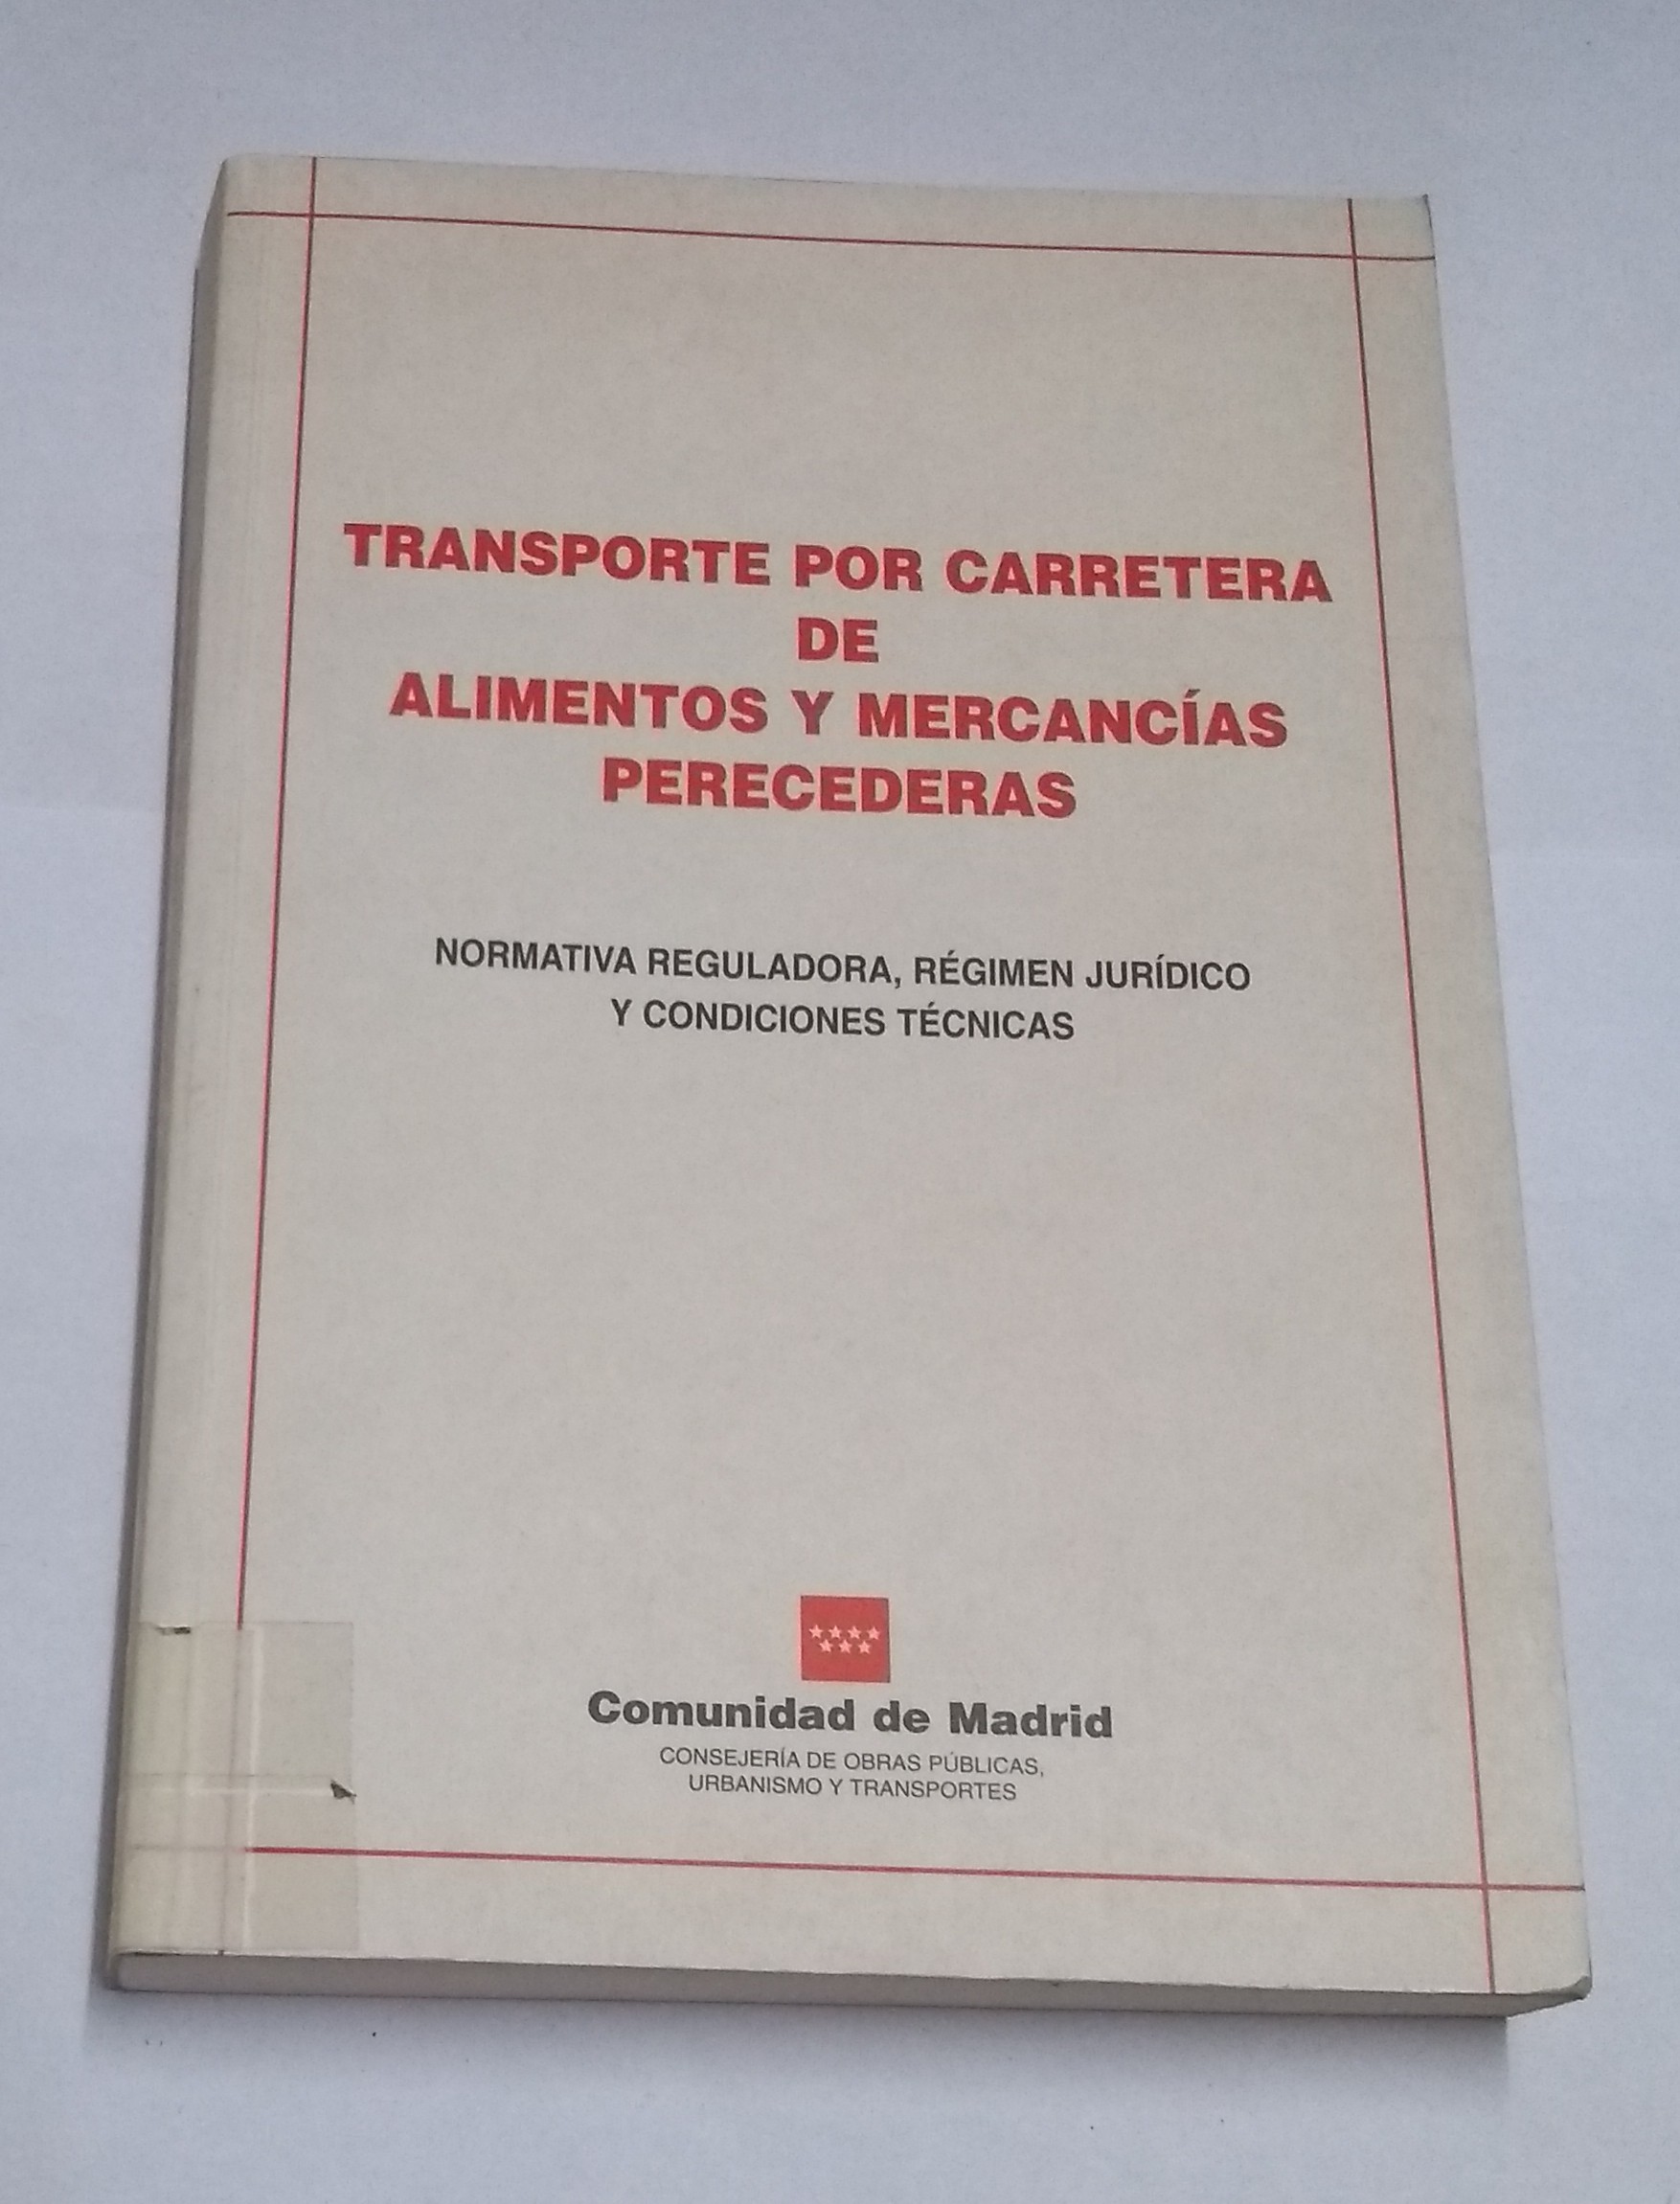 TRANSPORTE POR CARRETERA
DE
ALIMENTOS Y MERCANCÍAS
PERECEDERAS
NORMATIVA REGULADORA, RÉGIMEN JURÍDICO
Y CONDICIONES TÉCNICAS
Comunidad de Madrid
CONSEJERÍA DE OBRAS PÚBLICAS,
URBANISMO Y TRANSPORTES